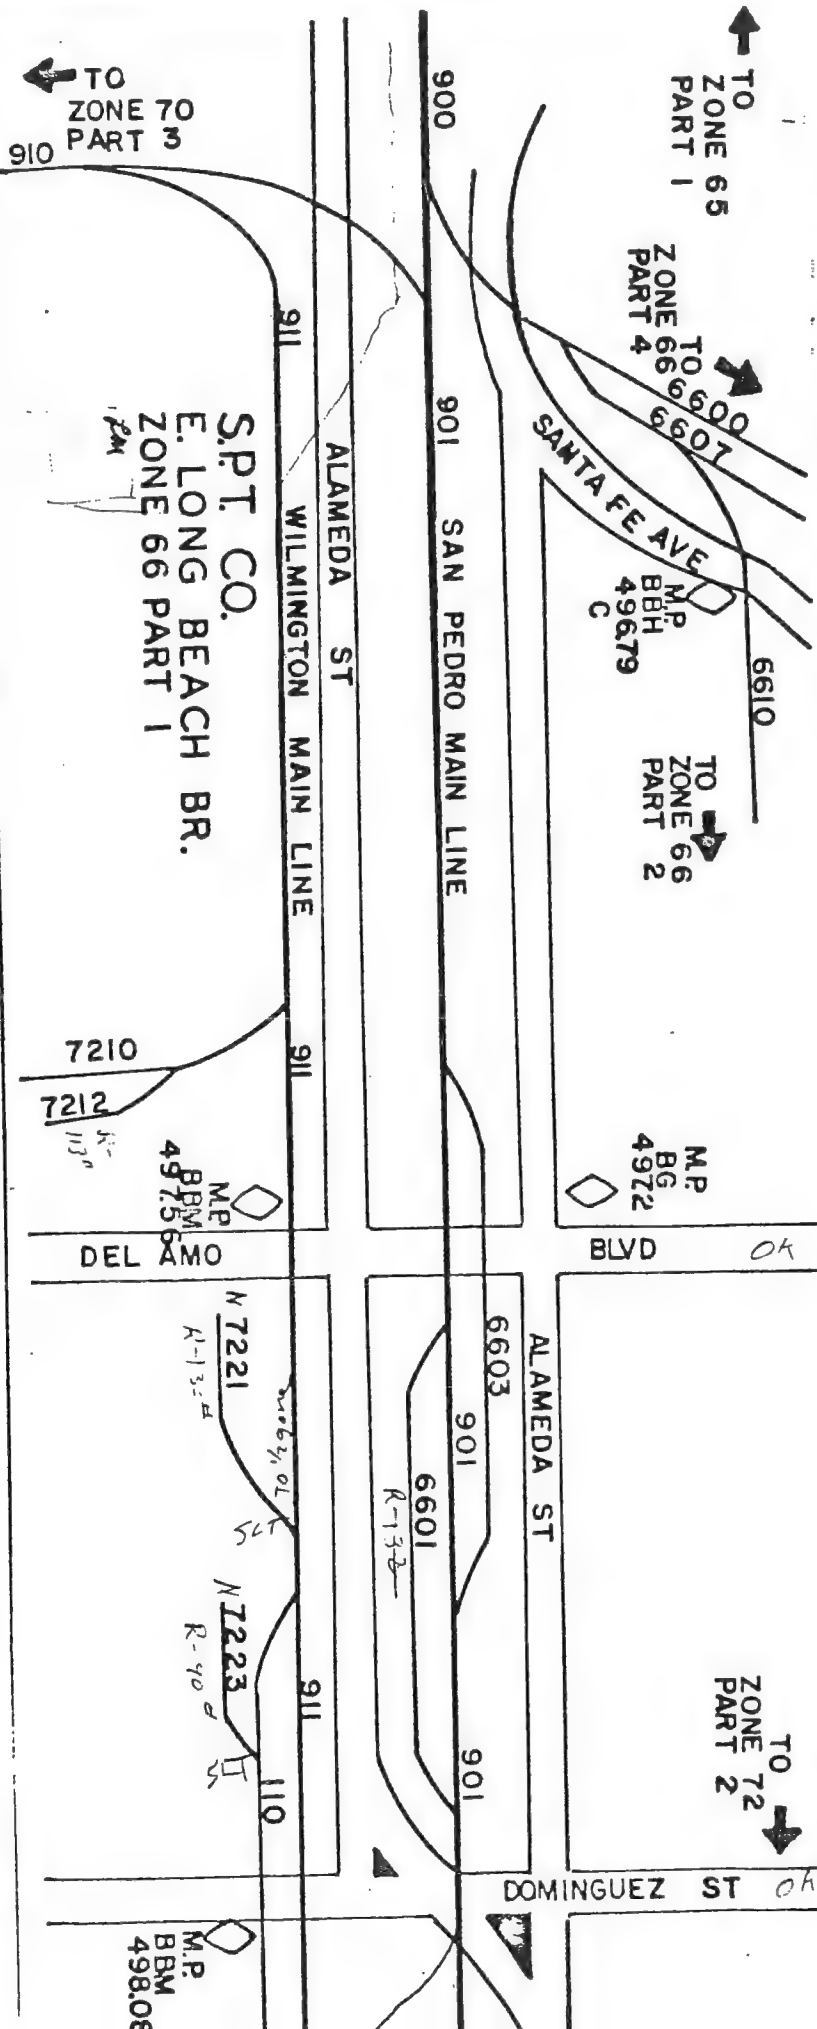 TO
ZONE 65
PART 1
TO
ZONE 70
PART 3
910
900
TO
ZONE 66
PART 4
6600
6607
911
901
SANTA FE AVE
M.P.
BBH
496.79
C
6610
S.P.T. CO.
E. LONG BEACH BR.
ZONE 66 PART 1
WILMINGTON MAIN LINE
ALAMEDA ST
SAN PEDRO MAIN LINE
TO
ZONE 66
PART 2
7210
7212
911
M.P.
BBM
497.56
M.P.
BG
497.2
DEL AMO
BLVD
OK
N 7221
6603
901
ALAMEDA ST
6601
R-132
N 7223
R-90#
911
901
110
TO
ZONE 72
PART 2
DOMINGUEZ ST
OK
M.P.
BBM
498.08